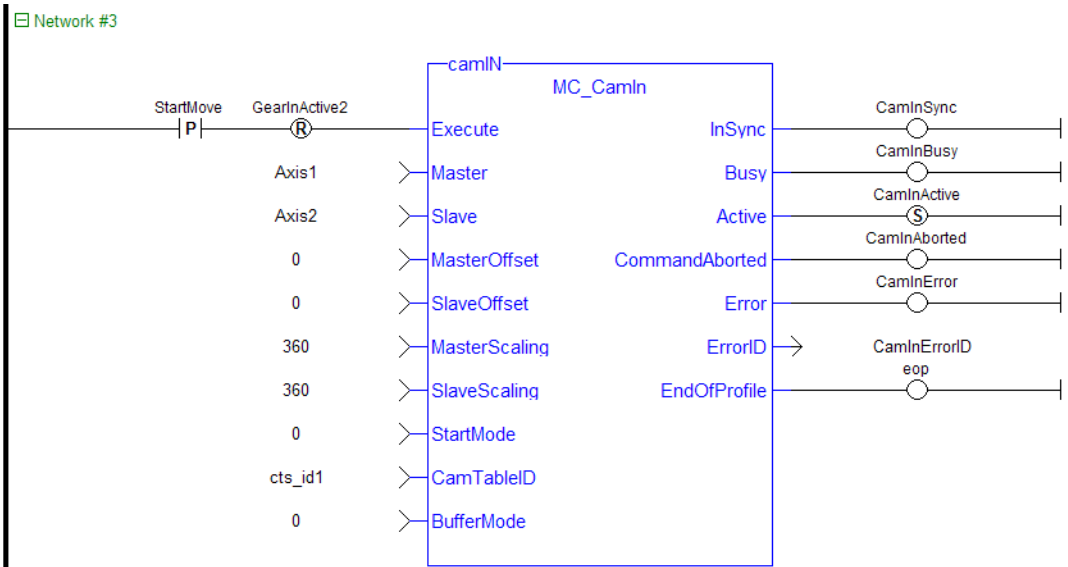 Network #3
camIN
MC_CamIn
StartMove GearInActive2 CamInSync
P R Execute InSync
CamInBusy
Axis1 Master Busy
CamInActive
Axis2 Slave Active S
CamInAborted
0 MasterOffset CommandAborted
CamInError
0 SlaveOffset Error
360 MasterScaling ErrorID CamInErrorID
eop
360 SlaveScaling EndOfProfile
0 StartMode
cts_id1 CamTableID
0 BufferMode